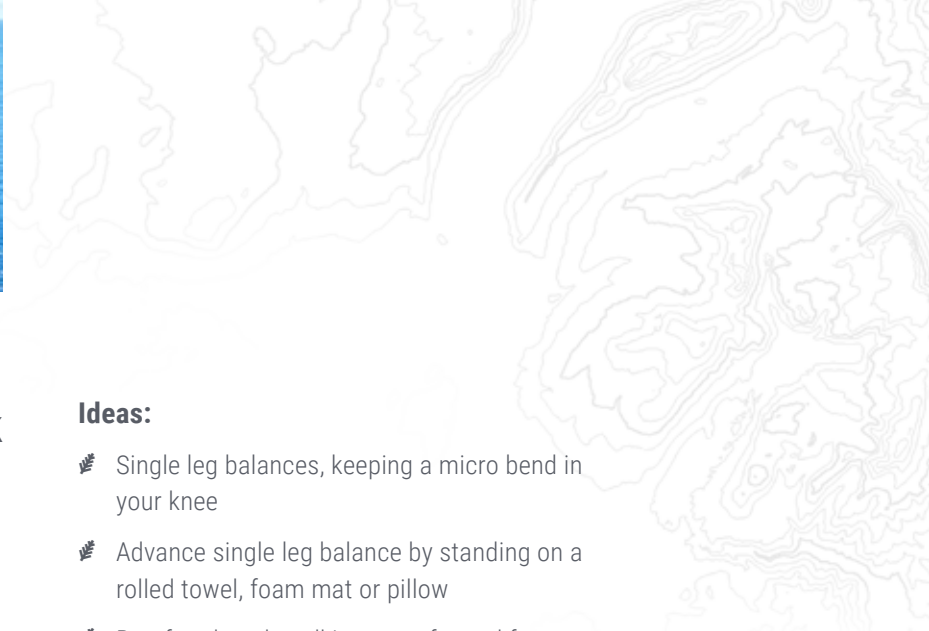 Ideas:
Single leg balances, keeping a micro bend in
your knee
Advance single leg balance by standing on a
rolled towel, foam mat or pillow